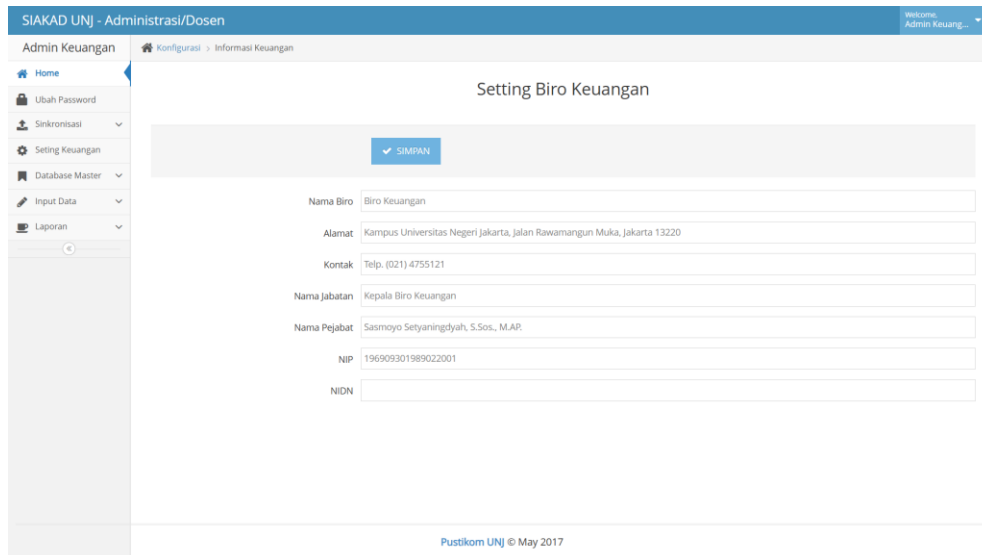 SIAKAD UNJ - Administrasi/Dosen
Welcome,
Admin Keuang...
Admin Keuangan
Konfigurasi > Informasi Keuangan
Home
Ubah Password
Sinkronisasi
Seting Keuangan
Database Master
Input Data
Laporan
Setting Biro Keuangan
SIMPAN
Nama Biro Biro Keuangan
Alamat Kampus Universitas Negeri Jakarta, Jalan Rawamangun Muka, Jakarta 13220
Kontak Telp. (021) 4755121
Nama Jabatan Kepala Biro Keuangan
Nama Pejabat Sasmoyo Setyaningdyah, S.Sos., M.AP.
NIP 196909301989022001
NIDN
Pustikom UNJ © May 2017